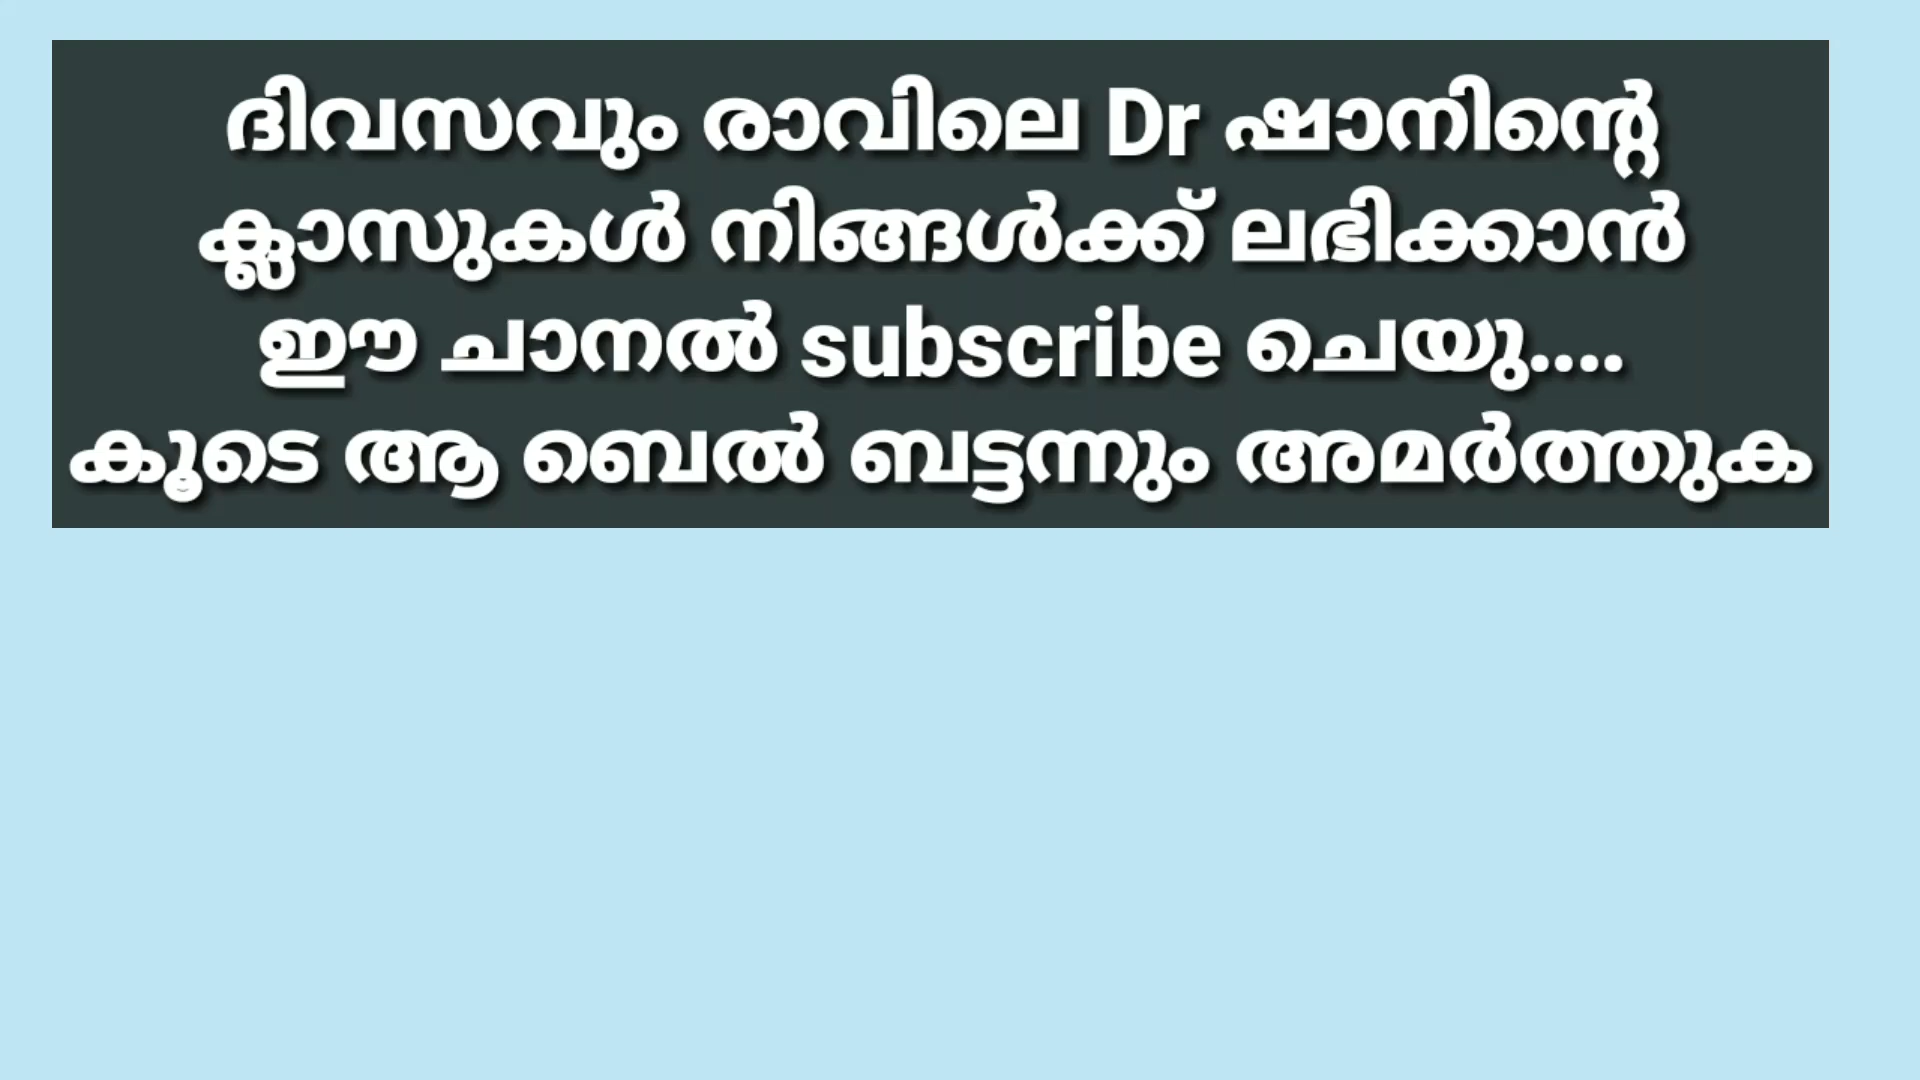 ദിവസവും രാവിലെ Dr ഷാനിന്റെ
ക്ലാസുകൾ നിങ്ങൾക്ക് ലഭിക്കാൻ
ഈ ചാനൽ subscribe ചെയു....
കൂടെ ആ ബെൽ ബട്ടന്നും അമർത്തുക